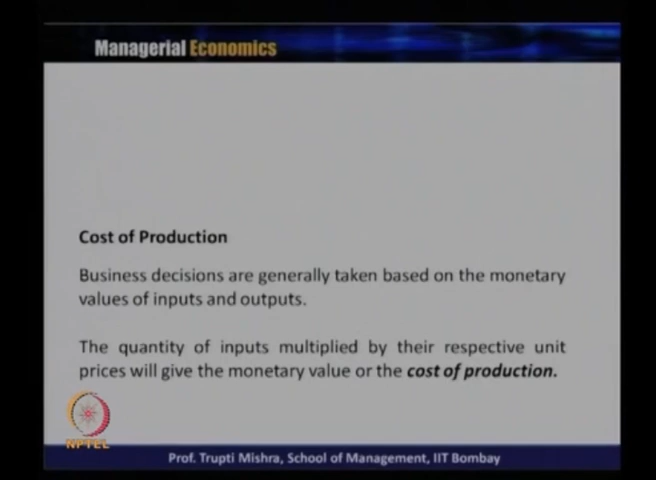 Managerial Economics
Cost of Production
Business decisions are generally taken based on the monetary
values of inputs and outputs.
The quantity of inputs multiplied by their respective unit
prices will give the monetary value or the cost of production.
NPTEL
Prof. Trupti Mishra, School of Management, IIT Bombay